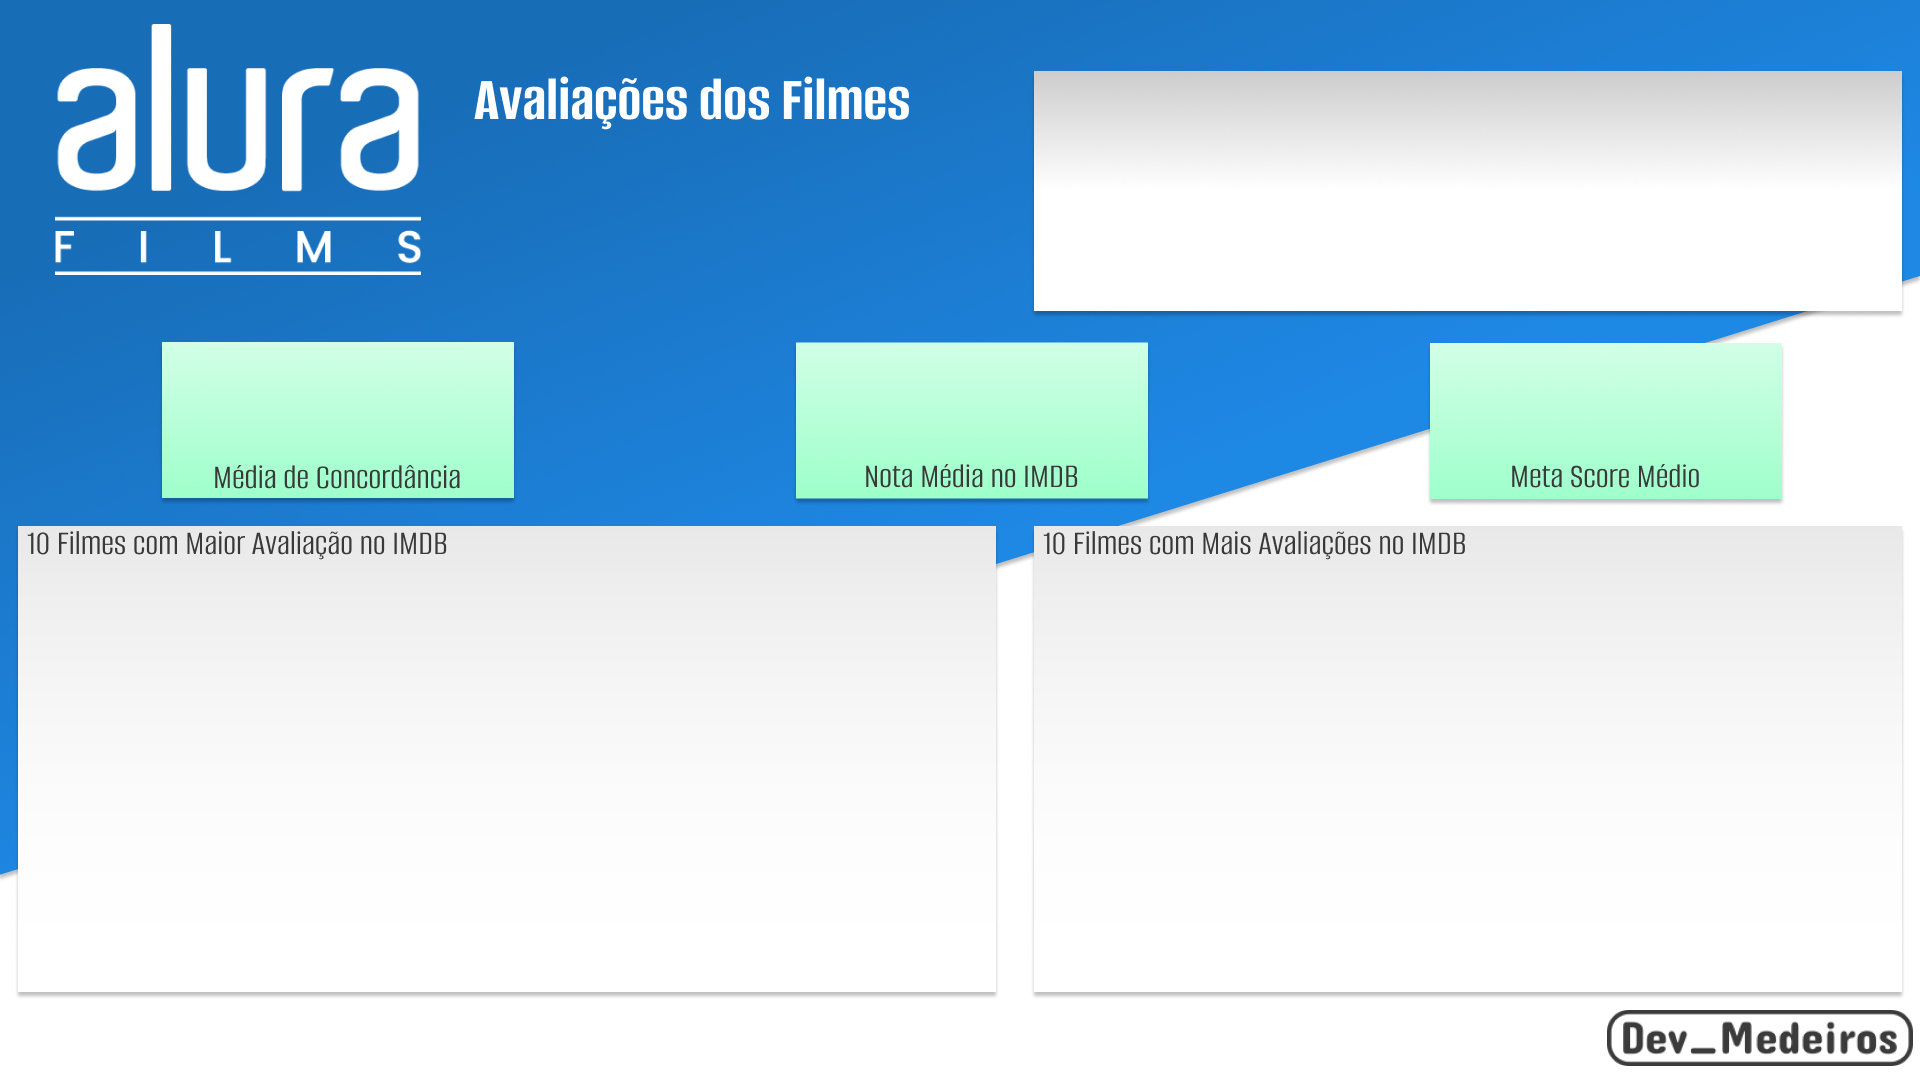 alura
FILMS
Avaliações dos Filmes
Média de Concordância
Nota Média no IMDB
Meta Score Médio
10 Filmes com Maior Avaliação no IMDB
10 Filmes com Mais Avaliações no IMDB
Dev_Medeiros